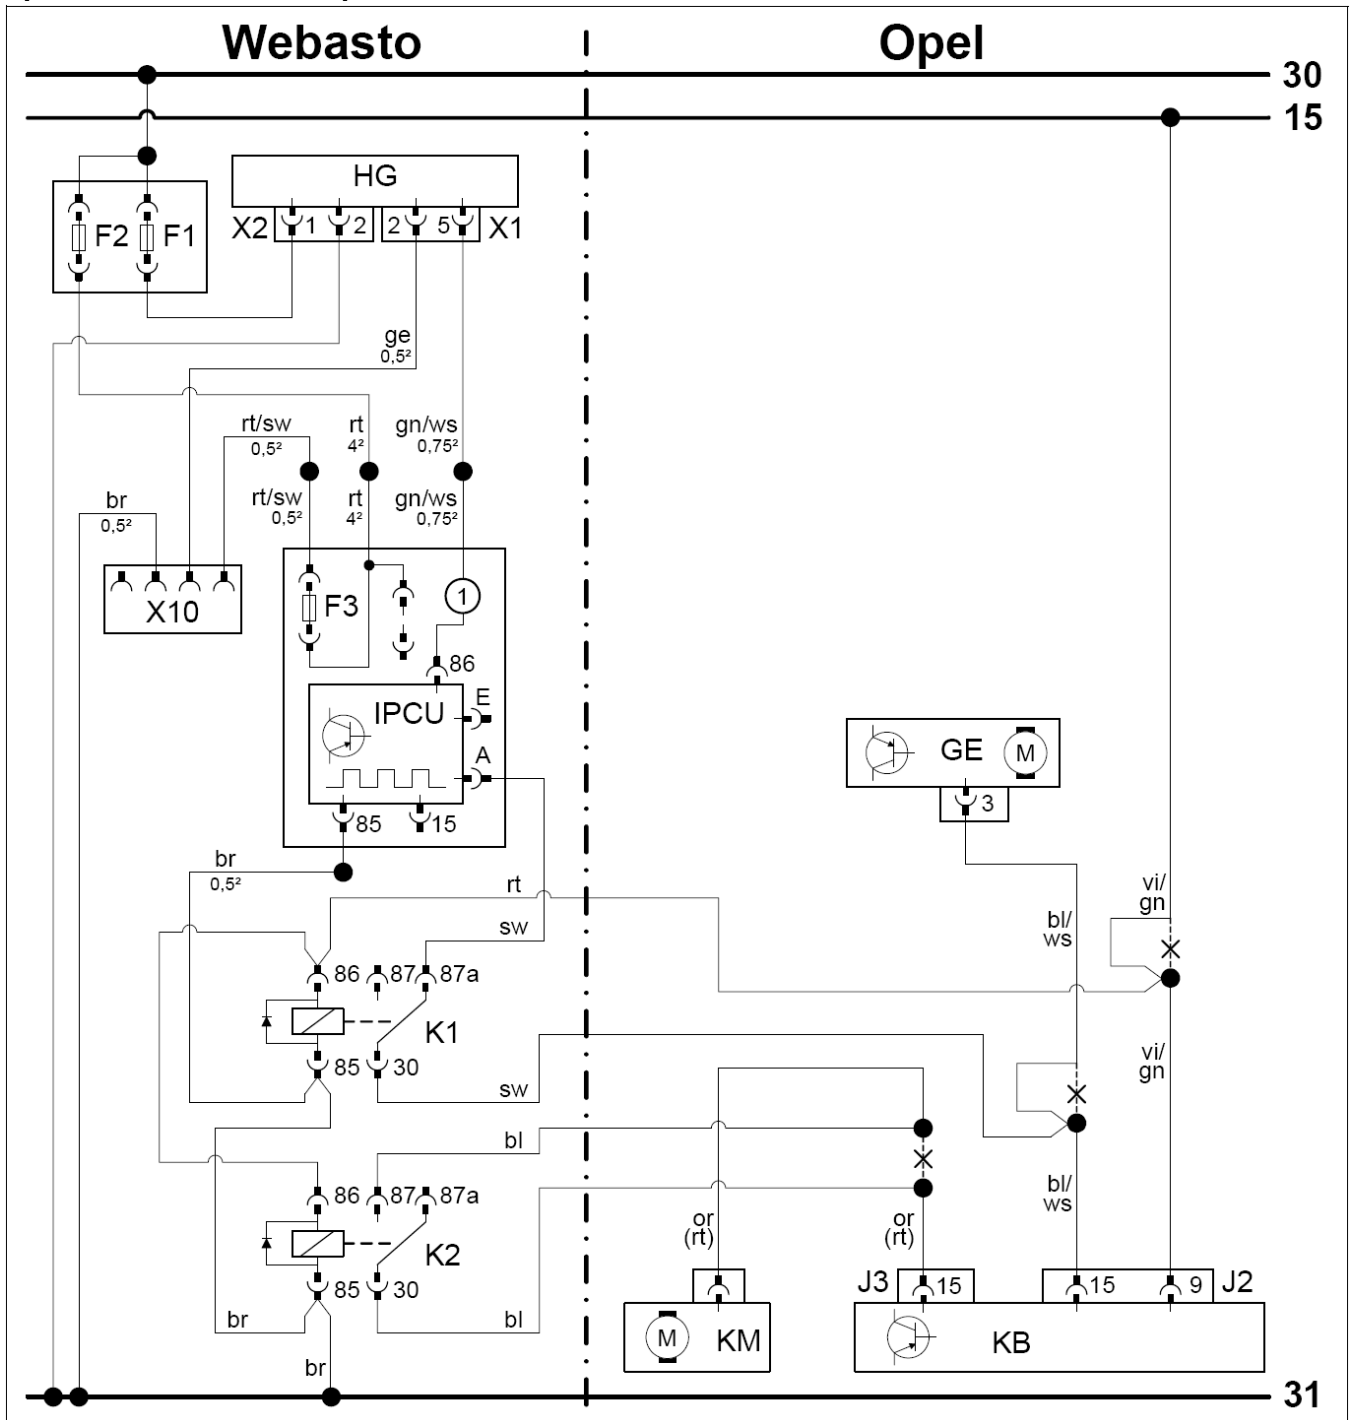 Webasto Opel
30
15
HG
X2 1 2 2 5 X1
F2 F1
ge
0,5²
rt/sw rt gn/ws
0,5² 4² 0,75²
br rt/sw rt gn/ws
0,5² 0,5² 4² 0,75²
X10 F3 1
86
IPCU E
A
85 15
GE M
3
br
0,5²
rt
sw
vi/
gn
bl/
ws
86 87 87a
K1
85 30
sw
vi/
gn
bl
86 87 87a
K2
85 30
br bl
br
bl/
ws
or
(rt)
or
(rt)
J3 15 15 9 J2
M KM
KB
31